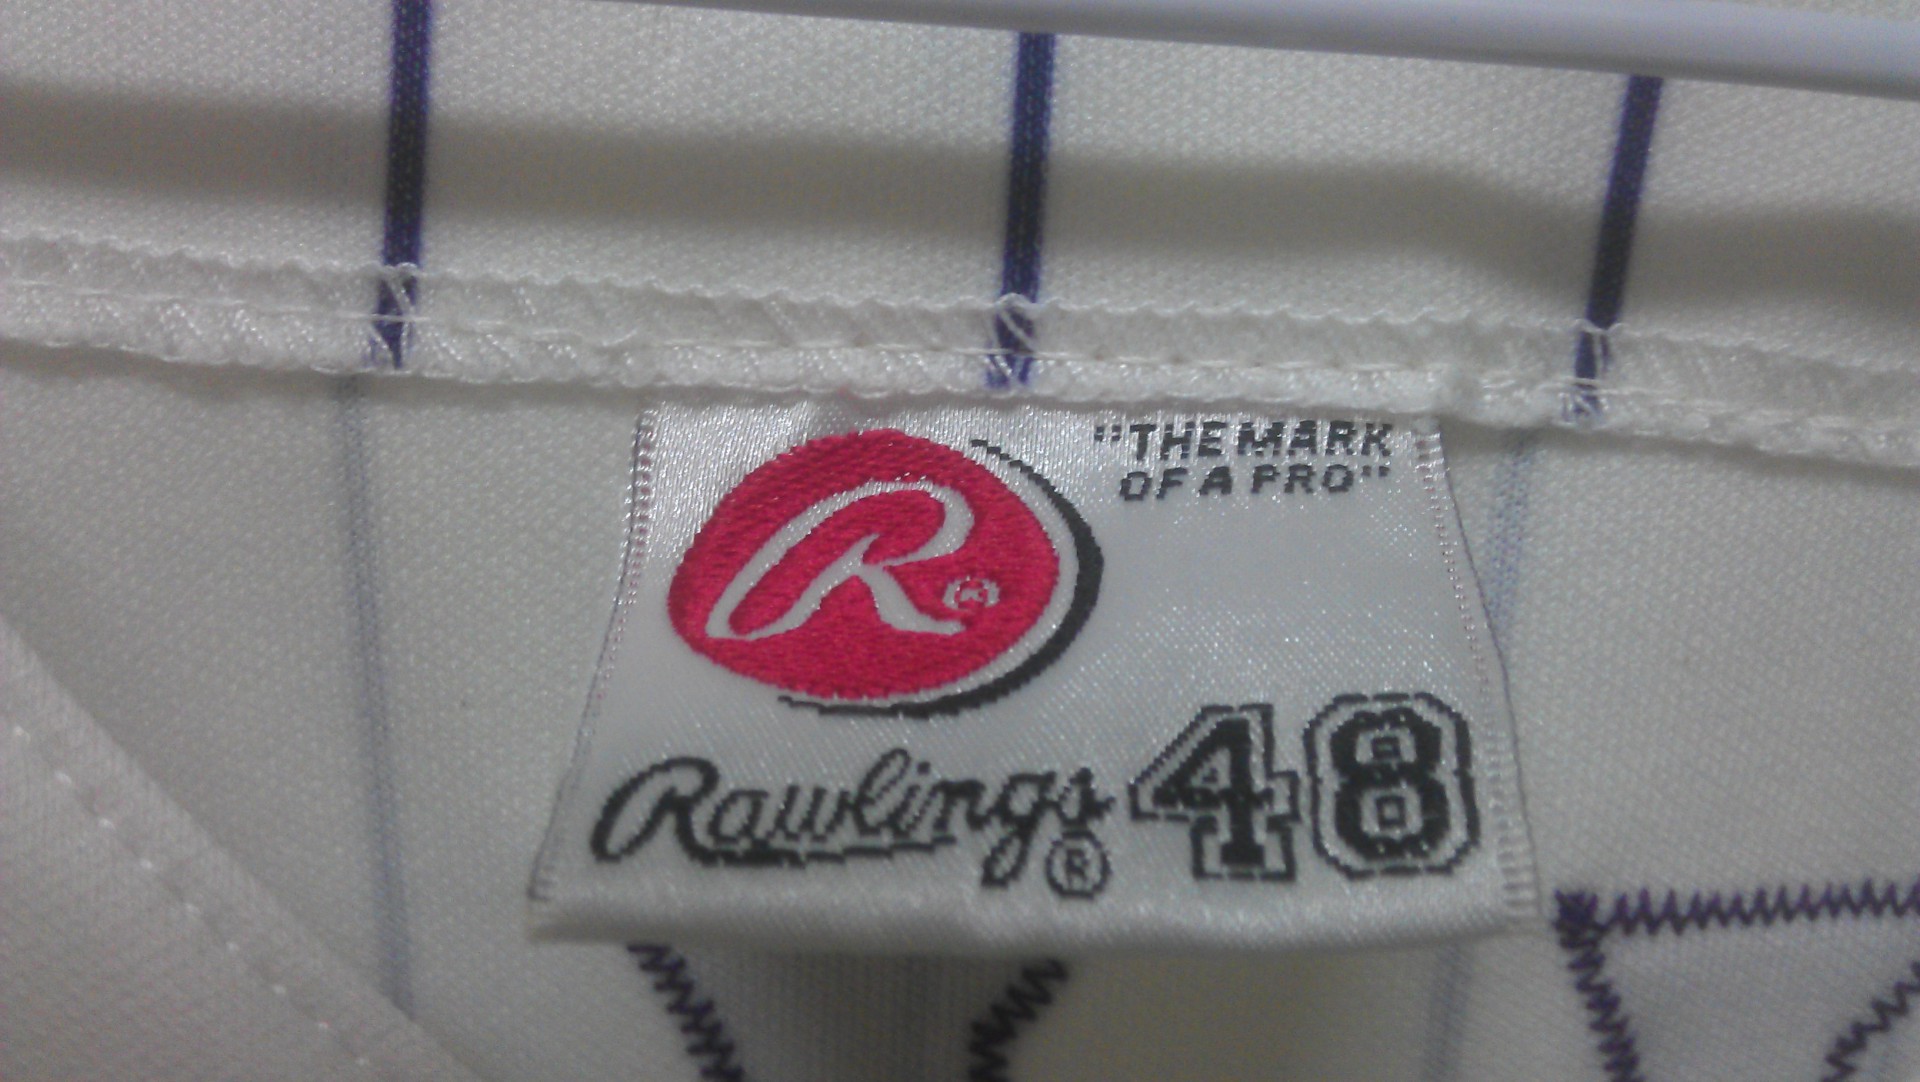 "THE MARK
OF A PRO"
R®
Rawlings® 48